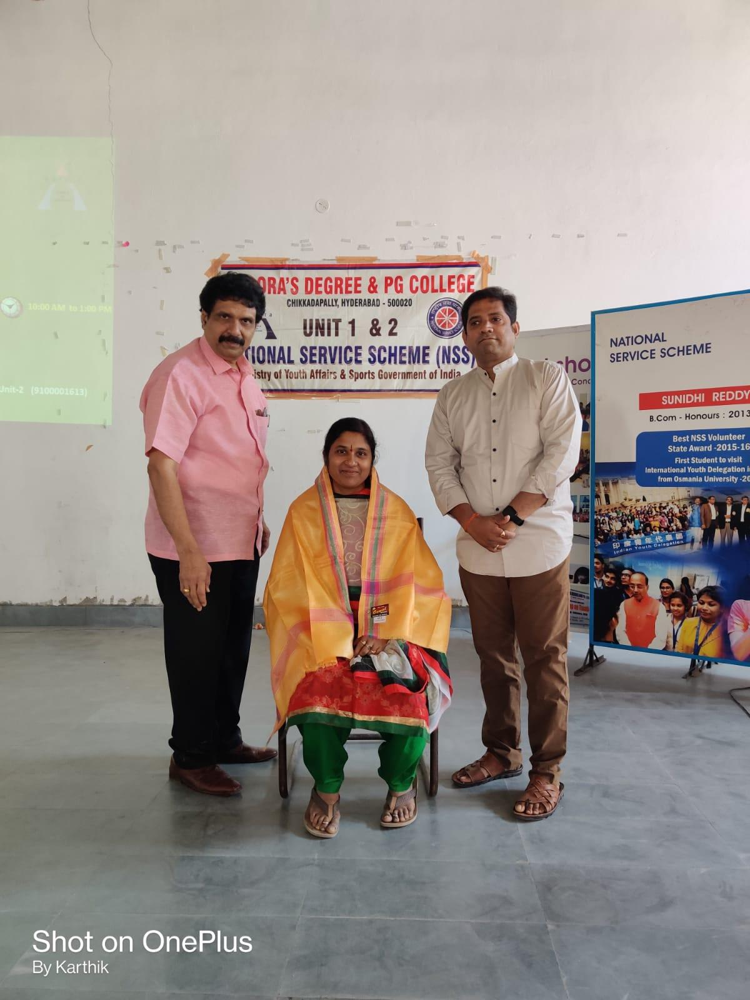 10:00 AM to 1:00 PM
Unit-2 (9100001613)
ORA'S DEGREE & PG COLLEGE
CHIKKADAPALLY, HYDERABAD - 500020
UNIT 1 & 2
TIONAL SERVICE SCHEME (NSS)
istry of Youth Affairs & Sports Government of India
NATIONAL
SERVICE SCHEME
SUNIDHI REDDY
B.Com - Honours : 2013
Best NSS Volunteer
State Award -2015-16
First Student to visit
International Youth Delegation in
from Osmania University -20
印度青年代表團
Indian Youth Delegation
Shot on OnePlus
By Karthik